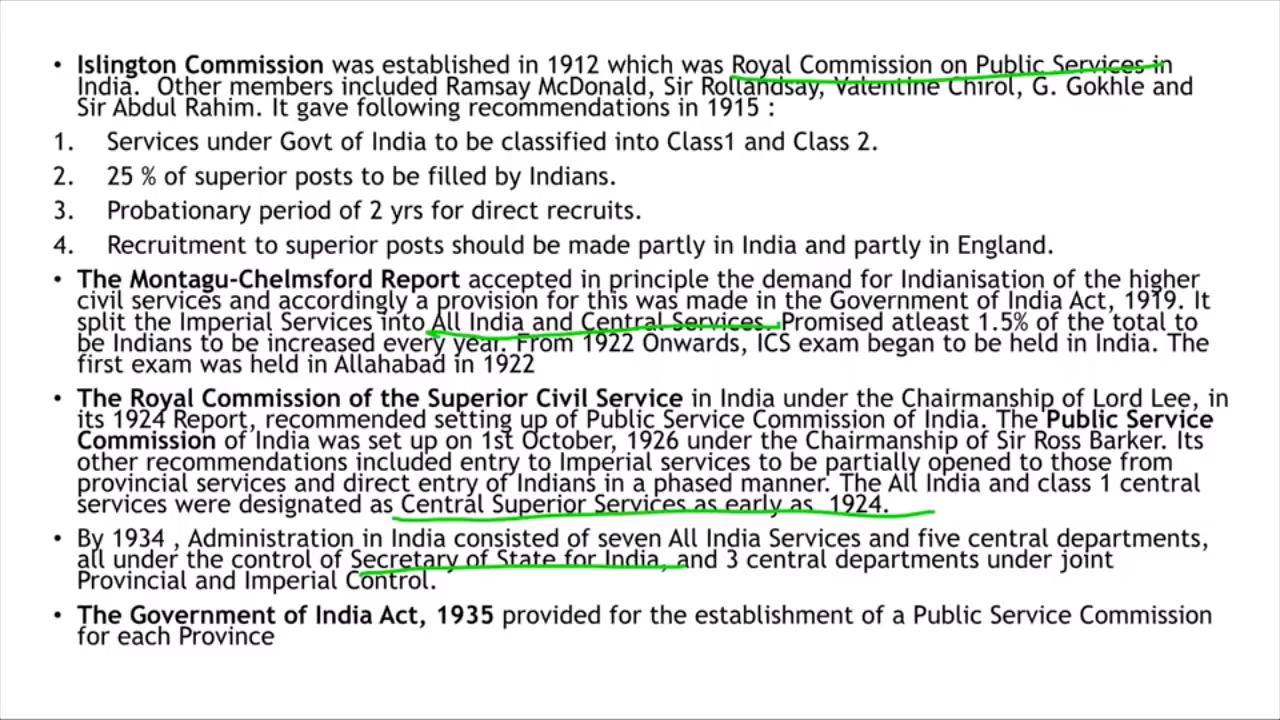 • Islington Commission was established in 1912 which was Royal Commission on Public Services in
India. Other members included Ramsay McDonald, Sir Rollandsay, Valentine Chirol, G. Gokhle and
Sir Abdul Rahim. It gave following recommendations in 1915 :
1. Services under Govt of India to be classified into Class1 and Class 2.
2. 25 % of superior posts to be filled by Indians.
3. Probationary period of 2 yrs for direct recruits.
4. Recruitment to superior posts should be made partly in India and partly in England.
• The Montagu-Chelmsford Report accepted in principle the demand for Indianisation of the higher
civil services and accordingly a provision for this was made in the Government of India Act, 1919. It
split the Imperial Services into All India and Central Services. Promised atleast 1.5% of the total to
be Indians to be increased every year. From 1922 Onwards, ICS exam began to be held in India. The
first exam was held in Allahabad in 1922
• The Royal Commission of the Superior Civil Service in India under the Chairmanship of Lord Lee, in
its 1924 Report, recommended setting up of Public Service Commission of India. The Public Service
Commission of India was set up on 1st October, 1926 under the Chairmanship of Sir Ross Barker. Its
other recommendations included entry to Imperial services to be partially opened to those from
provincial services and direct entry of Indians in a phased manner. The All India and class 1 central
services were designated as Central Superior Services as early as 1924.
• By 1934 , Administration in India consisted of seven All India Services and five central departments,
all under the control of Secretary of State for India, and 3 central departments under joint
Provincial and Imperial Control.
• The Government of India Act, 1935 provided for the establishment of a Public Service Commission
for each Province